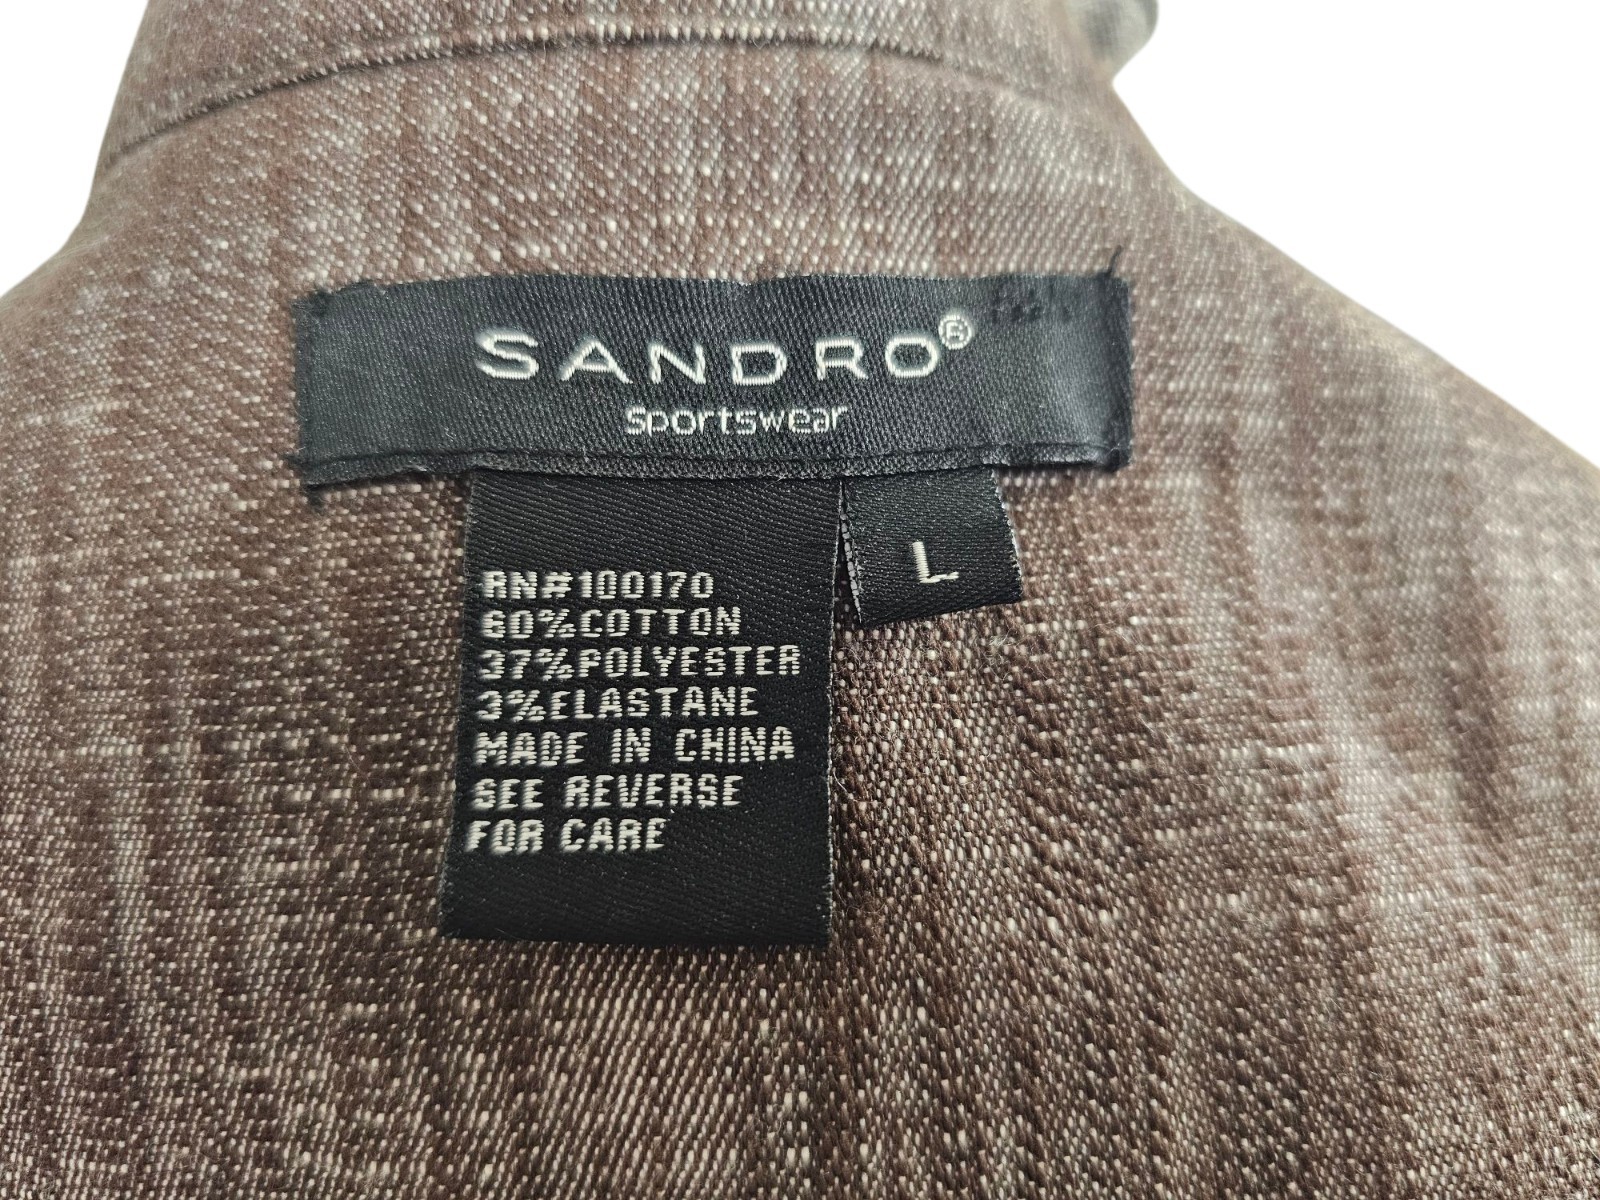 SANDRO®
Sportswear
L
RN#100170
60%COTTON
37%POLYESTER
3%ELASTANE
MADE IN CHINA
SEE REVERSE
FOR CARE